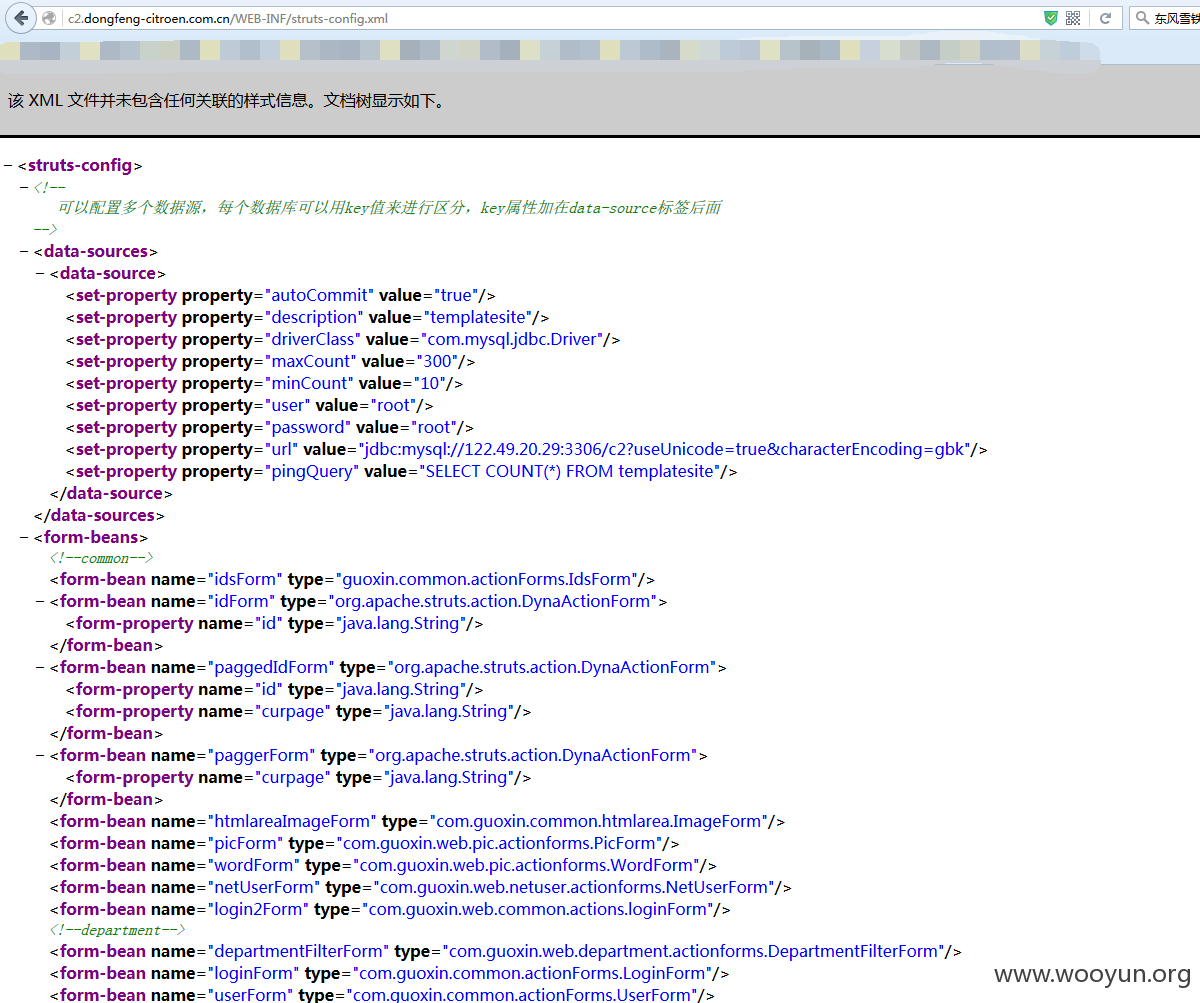 c2.dongfeng-citroen.com.cn/WEB-INF/struts-config.xml
东风雪铁
该 XML 文件并未包含任何关联的样式信息。文档树显示如下。
− <struts-config>
− <!--
可以配置多个数据源，每个数据库可以用key值来进行区分，key属性加在data-source标签后面
-->
− <data-sources>
− <data-source>
<set-property property="autoCommit" value="true"/>
<set-property property="description" value="templatesite"/>
<set-property property="driverClass" value="com.mysql.jdbc.Driver"/>
<set-property property="maxCount" value="300"/>
<set-property property="minCount" value="10"/>
<set-property property="user" value="root"/>
<set-property property="password" value="root"/>
<set-property property="url" value="jdbc:mysql://122.49.20.29:3306/c2?useUnicode=true&characterEncoding=gbk"/>
<set-property property="pingQuery" value="SELECT COUNT(*) FROM templatesite"/>
</data-source>
</data-sources>
− <form-beans>
<!--common-->
<form-bean name="idsForm" type="guoxin.common.actionForms.IdsForm"/>
− <form-bean name="idForm" type="org.apache.struts.action.DynaActionForm">
<form-property name="id" type="java.lang.String"/>
</form-bean>
− <form-bean name="paggedIdForm" type="org.apache.struts.action.DynaActionForm">
<form-property name="id" type="java.lang.String"/>
<form-property name="curpage" type="java.lang.String"/>
</form-bean>
− <form-bean name="paggerForm" type="org.apache.struts.action.DynaActionForm">
<form-property name="curpage" type="java.lang.String"/>
</form-bean>
<form-bean name="htmlareaImageForm" type="com.guoxin.common.htmlarea.ImageForm"/>
<form-bean name="picForm" type="com.guoxin.web.pic.actionforms.PicForm"/>
<form-bean name="wordForm" type="com.guoxin.web.pic.actionforms.WordForm"/>
<form-bean name="netUserForm" type="com.guoxin.web.netuser.actionforms.NetUserForm"/>
<form-bean name="login2Form" type="com.guoxin.web.common.actions.loginForm"/>
<!--department-->
<form-bean name="departmentFilterForm" type="com.guoxin.web.department.actionforms.DepartmentFilterForm"/>
<form-bean name="loginForm" type="com.guoxin.common.actionForms.LoginForm"/>
<form-bean name="userForm" type="com.guoxin.common.actionForms.UserForm"/>
www.wooyun.org